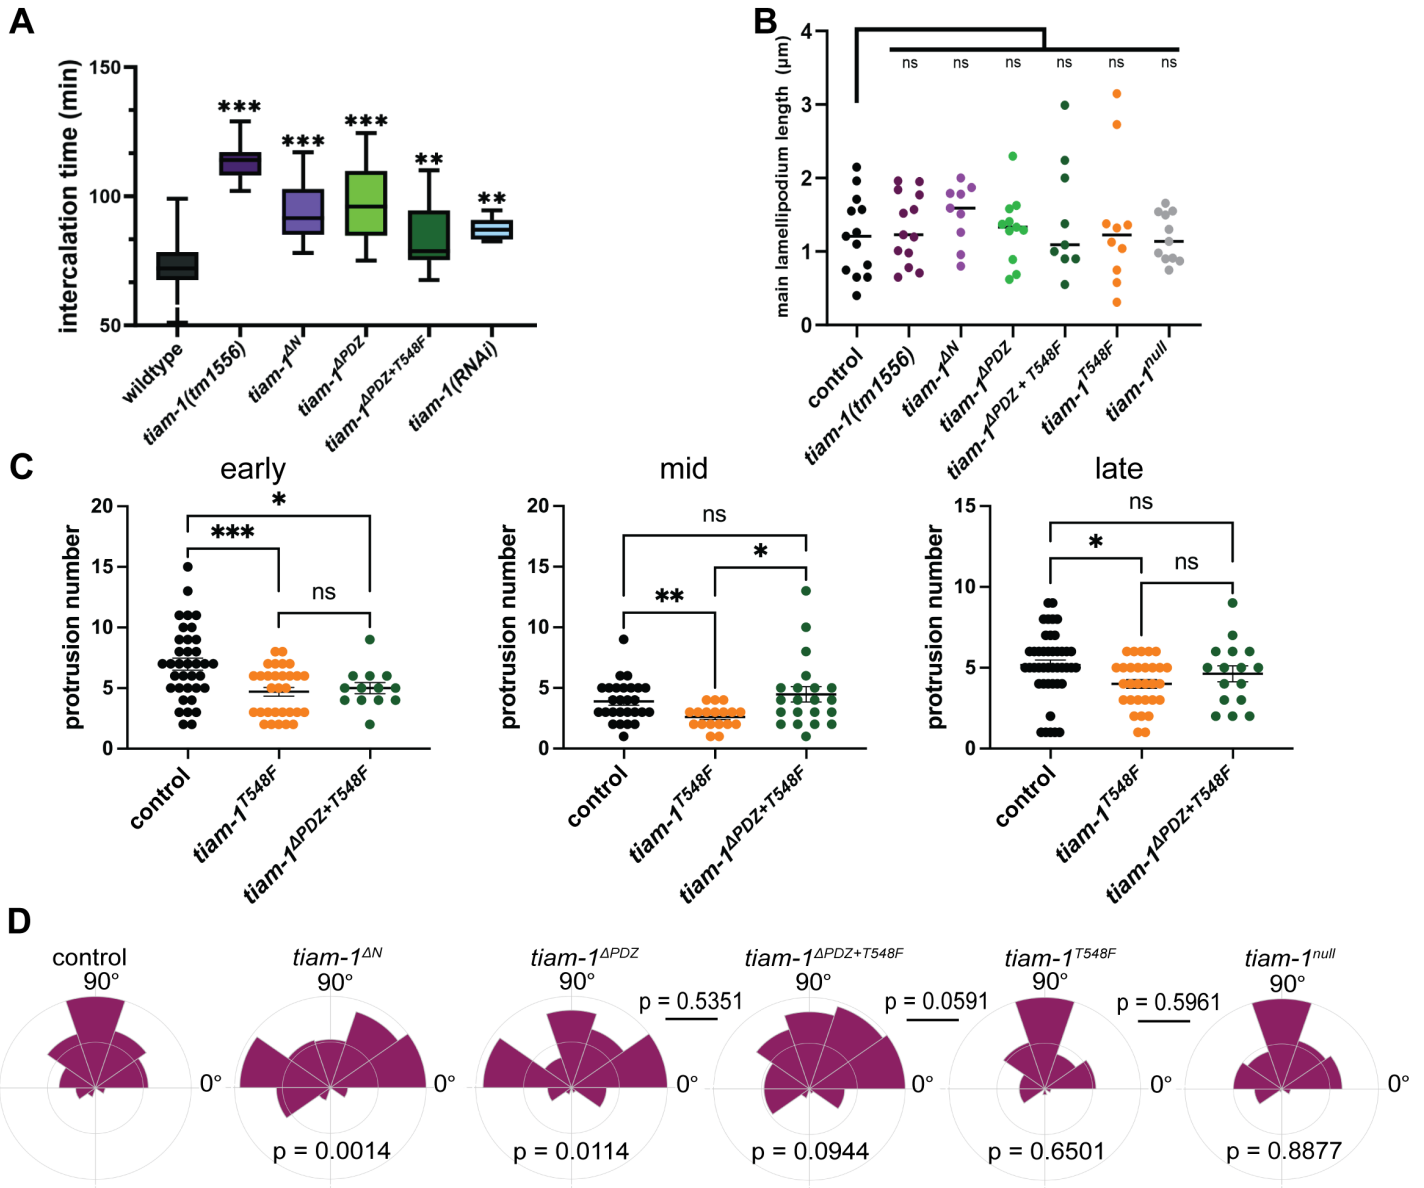 A
intercalation time (min)
150
100
50
***
***
***
**
**
wildtype
tiam-1(tm1556)
tiam-1ΔN
tiam-1ΔPDZ
tiam-1ΔPDZ+T548F
tiam-1(RNAi)
B
main lamellipodium length (μm)
4
3
2
1
0
ns ns ns ns ns ns
control
tiam-1(tm1556)
tiam-1ΔN
tiam-1ΔPDZ
tiam-1ΔPDZ + T548F
tiam-1T548F
tiam-1null
C
early
protrusion number
20
15
10
5
0
*
***
ns
control
tiam-1T548F
tiam-1ΔPDZ+T548F
mid
protrusion number
20
15
10
5
0
ns
*
**
control
tiam-1T548F
tiam-1ΔPDZ+T548F
late
protrusion number
15
10
5
0
ns
*
ns
control
tiam-1T548F
tiam-1ΔPDZ+T548F
D
control
90°
0°
tiam-1ΔN
90°
0°
p = 0.0014
tiam-1ΔPDZ
90°
0°
p = 0.0114
p = 0.5351
tiam-1ΔPDZ+T548F
90°
0°
p = 0.0944
p = 0.0591
tiam-1T548F
90°
0°
p = 0.6501
p = 0.5961
tiam-1null
90°
0°
p = 0.8877